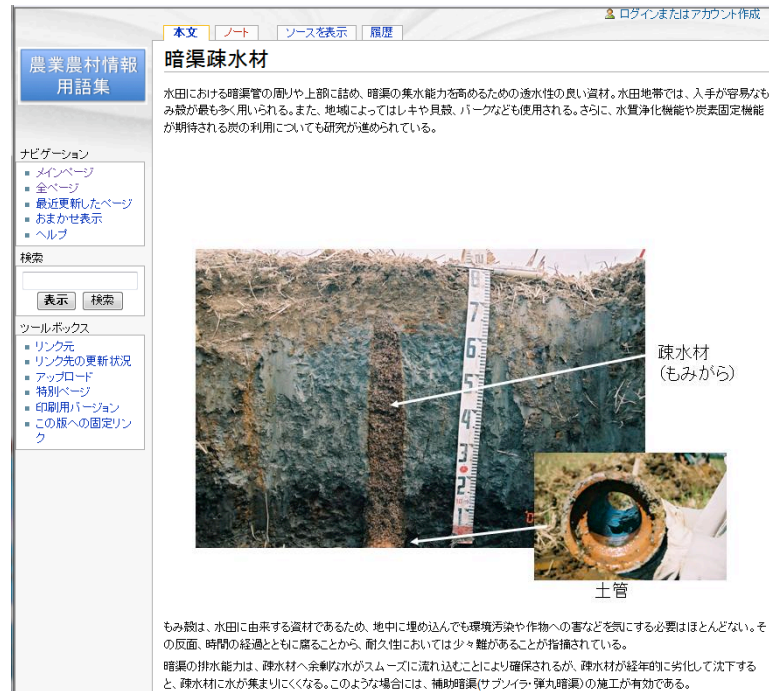 ログインまたはアカウント作成
本文 ノート ソースを表示 履歴
農業農村情報
用語集
暗渠疎水材
水田における暗渠管の周りや上部に詰め、暗渠の集水能力を高めるための透水性の良い資材。水田地帯では、入手が容易なも
み殻が最も多く用いられる。また、地域によってはレキや貝殻、バークなども使用される。さらに、水質浄化機能や炭素固定機能
が期待される炭の利用についても研究が進められている。
ナビゲーション
メインページ
全ページ
最近更新したページ
おまかせ表示
ヘルプ
検索
表示 検索
ツールボックス
リンク元
リンク先の更新状況
アップロード
特別ページ
印刷用バージョン
この版への固定リン
ク
8
7
6
5
4
3
2
1
疎水材
(もみがら)
土管
もみ殻は、水田に由来する資材であるため、地中に埋め込んでも環境汚染や作物への害などを気にする必要はほとんどない。そ
の反面、時間の経過とともに腐ることから、耐久性においては少々難があることが指摘されている。
暗渠の排水能力は、疎水材へ余剰な水がスムーズに流れ込むことにより確保されるが、疎水材が経年的に劣化して沈下する
と、疎水材に水が集まりにくくなる。このような場合には、補助暗渠(サブソイラ・弾丸暗渠)の施工が有効である。